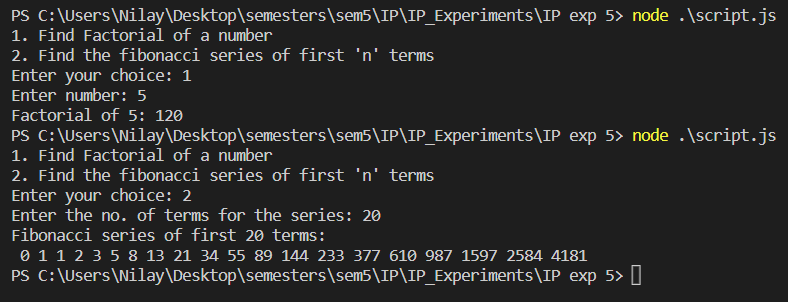 PS C:\Users\Nilay\Desktop\semesters\sem5\IP\IP_Experiments\IP exp 5> node .\script.js
1. Find Factorial of a number
2. Find the fibonacci series of first 'n' terms
Enter your choice: 1
Enter number: 5
Factorial of 5: 120
PS C:\Users\Nilay\Desktop\semesters\sem5\IP\IP_Experiments\IP exp 5> node .\script.js
1. Find Factorial of a number
2. Find the fibonacci series of first 'n' terms
Enter your choice: 2
Enter the no. of terms for the series: 20
Fibonacci series of first 20 terms:
 0 1 1 2 3 5 8 13 21 34 55 89 144 233 377 610 987 1597 2584 4181
PS C:\Users\Nilay\Desktop\semesters\sem5\IP\IP_Experiments\IP exp 5>